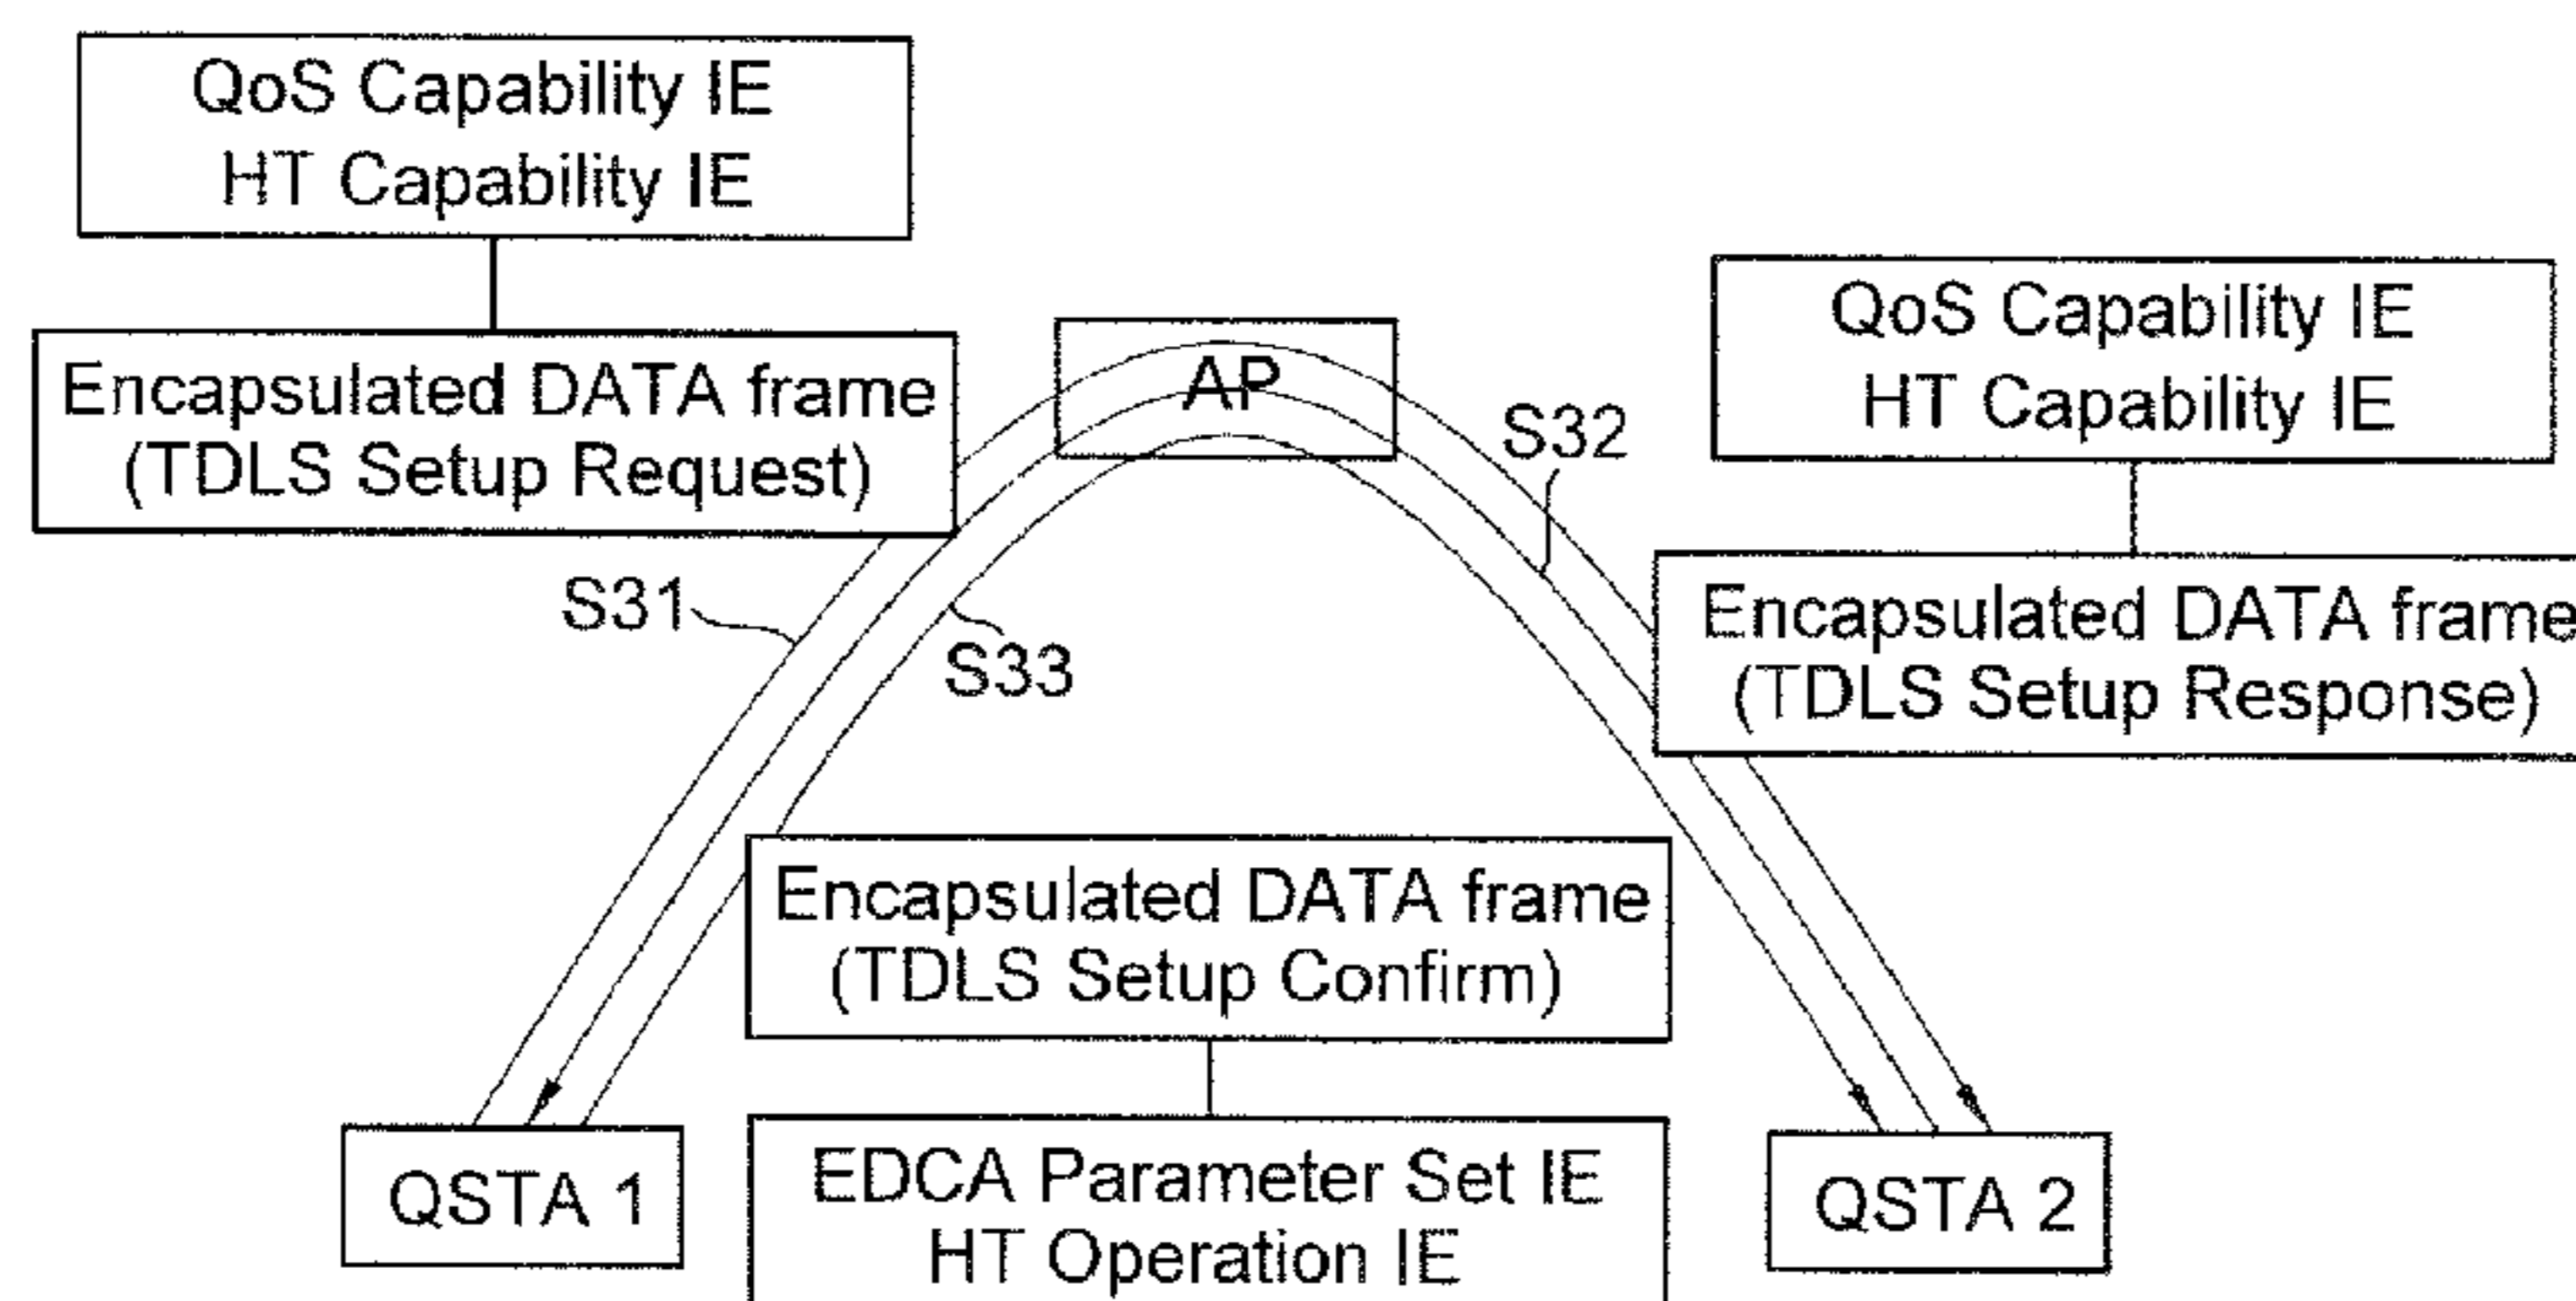 QoS Capability IE
HT Capability IE
Encapsulated DATA frame
(TDLS Setup Request)
AP
S32
QoS Capability IE
HT Capability IE
S31
S33
Encapsulated DATA frame
(TDLS Setup Response)
Encapsulated DATA frame
(TDLS Setup Confirm)
QSTA 1
EDCA Parameter Set IE
HT Operation IE
QSTA 2